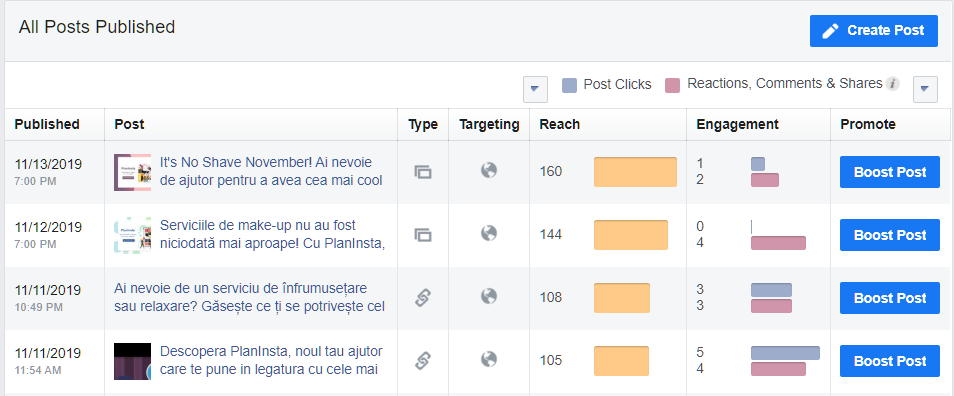 All Posts Published
Create Post
Post Clicks Reactions, Comments & Shares i
Published Post Type Targeting Reach Engagement Promote
11/13/2019
7:00 PM
It's No Shave November! Ai nevoie
de ajutor pentru a avea cea mai cool
160
1
2
Boost Post
11/12/2019
7:00 PM
Serviciile de make-up nu au fost
niciodată mai aproape! Cu PlanInsta,
144
0
4
Boost Post
11/11/2019
10:49 PM
Ai nevoie de un serviciu de înfrumusețare
sau relaxare? Găsește ce ți se potrivește cel
108
3
3
Boost Post
11/11/2019
11:54 AM
Descopera PlanInsta, noul tau ajutor
care te pune in legatura cu cele mai
105
5
4
Boost Post